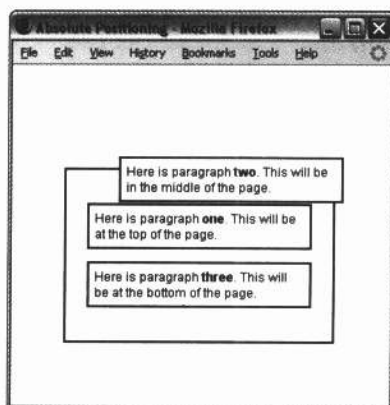 Absolute Positioning - Mozilla Firefox
File Edit View History Bookmarks Tools Help
Here is paragraph two. This will be
in the middle of the page.
Here is paragraph one. This will be
at the top of the page.
Here is paragraph three. This will
be at the bottom of the page.